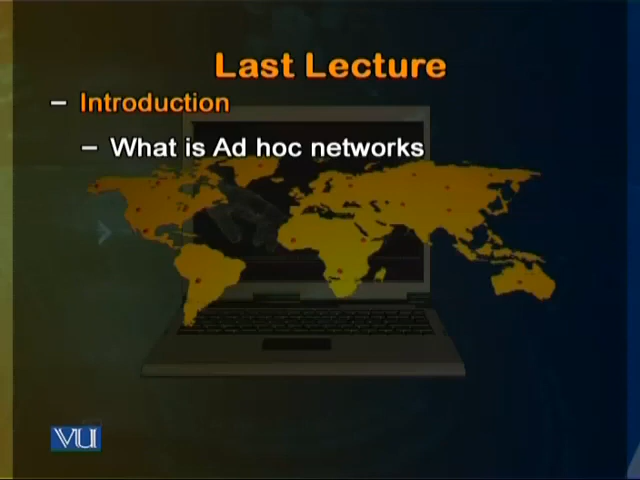 Last Lecture
– Introduction
– What is Ad hoc networks
VU